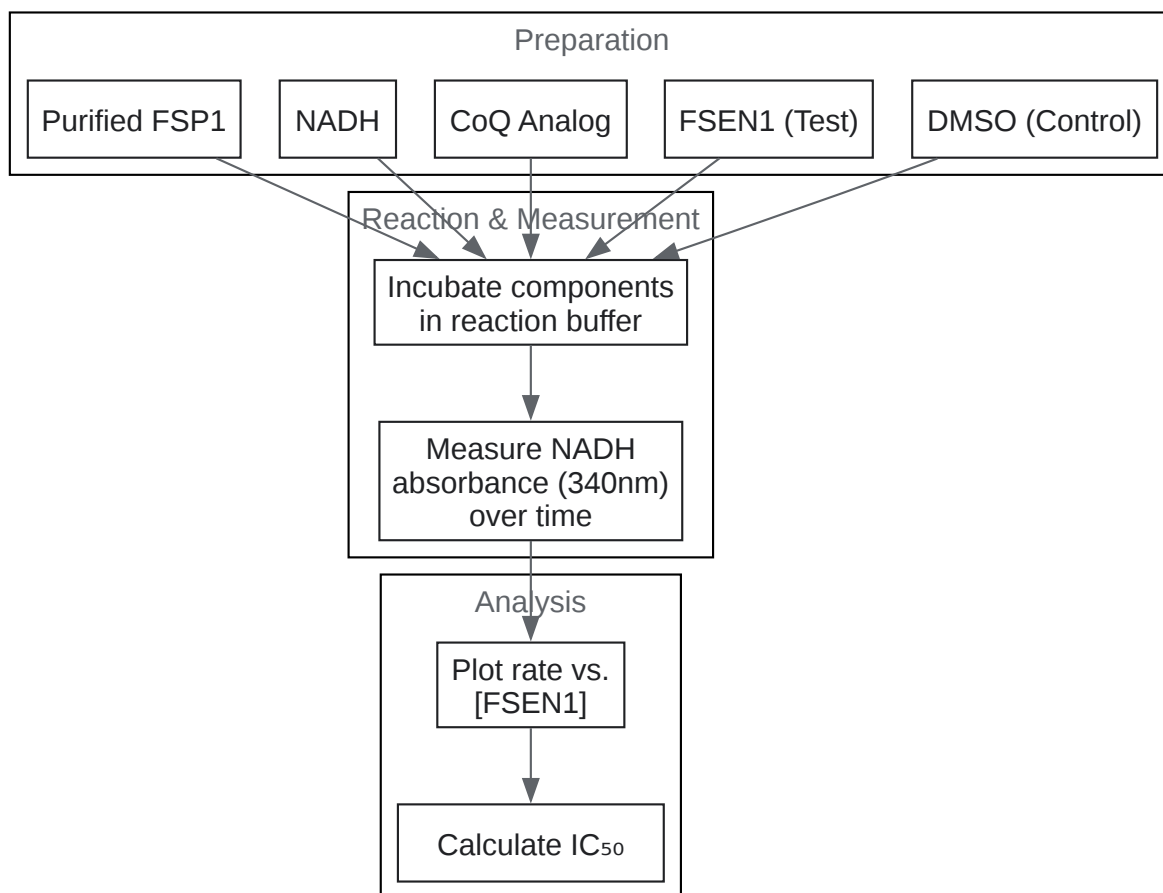 Preparation
Purified FSP1
NADH
CoQ Analog
FSEN1 (Test)
DMSO (Control)
Reaction & Measurement
Incubate components
in reaction buffer
Measure NADH
absorbance (340nm)
over time
Analysis
Plot rate vs.
[FSEN1]
Calculate IC₅₀